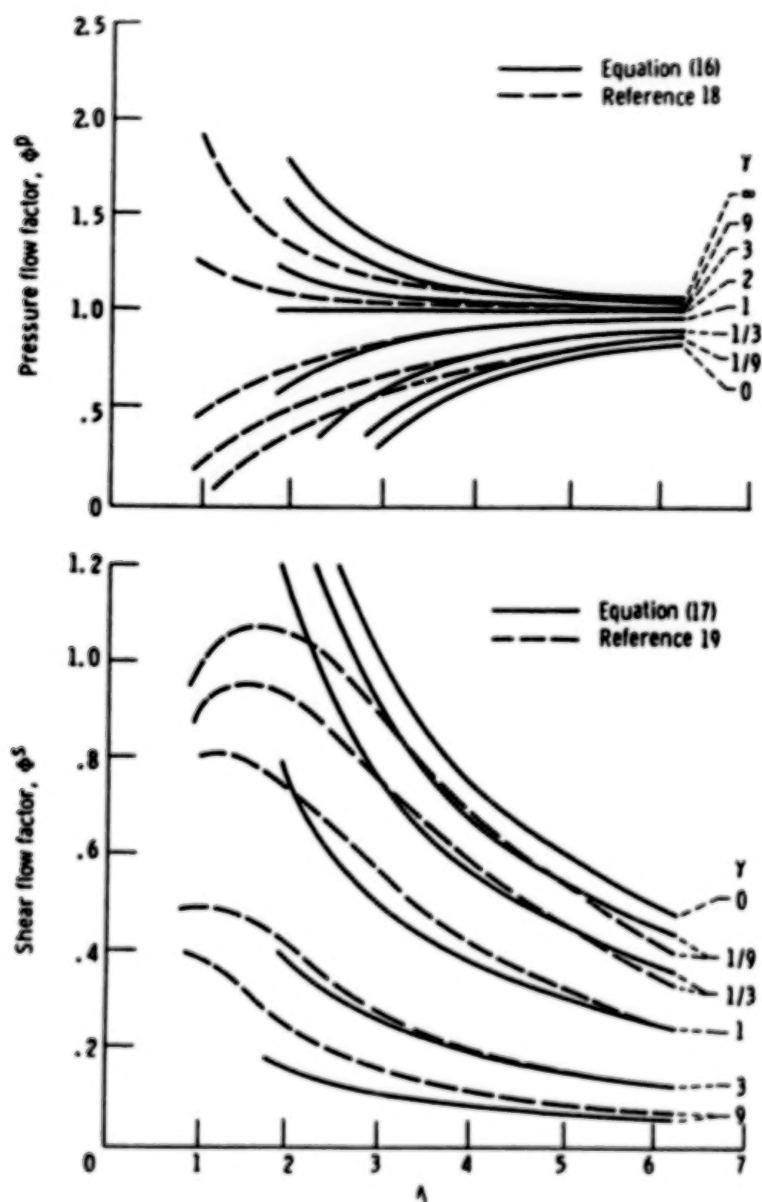 2.5
2.0
1.5
1.0
.5
0
Pressure flow factor, Φᵖ
Equation (16)
Reference 18
γ
∞
9
3
2
1
1/3
1/9
0
1.2
1.0
.8
.6
.4
.2
0
Shear flow factor, Φˢ
Equation (17)
Reference 19
γ
0
1/9
1/3
1
3
9
1 2 3 4 5 6 7
Λ